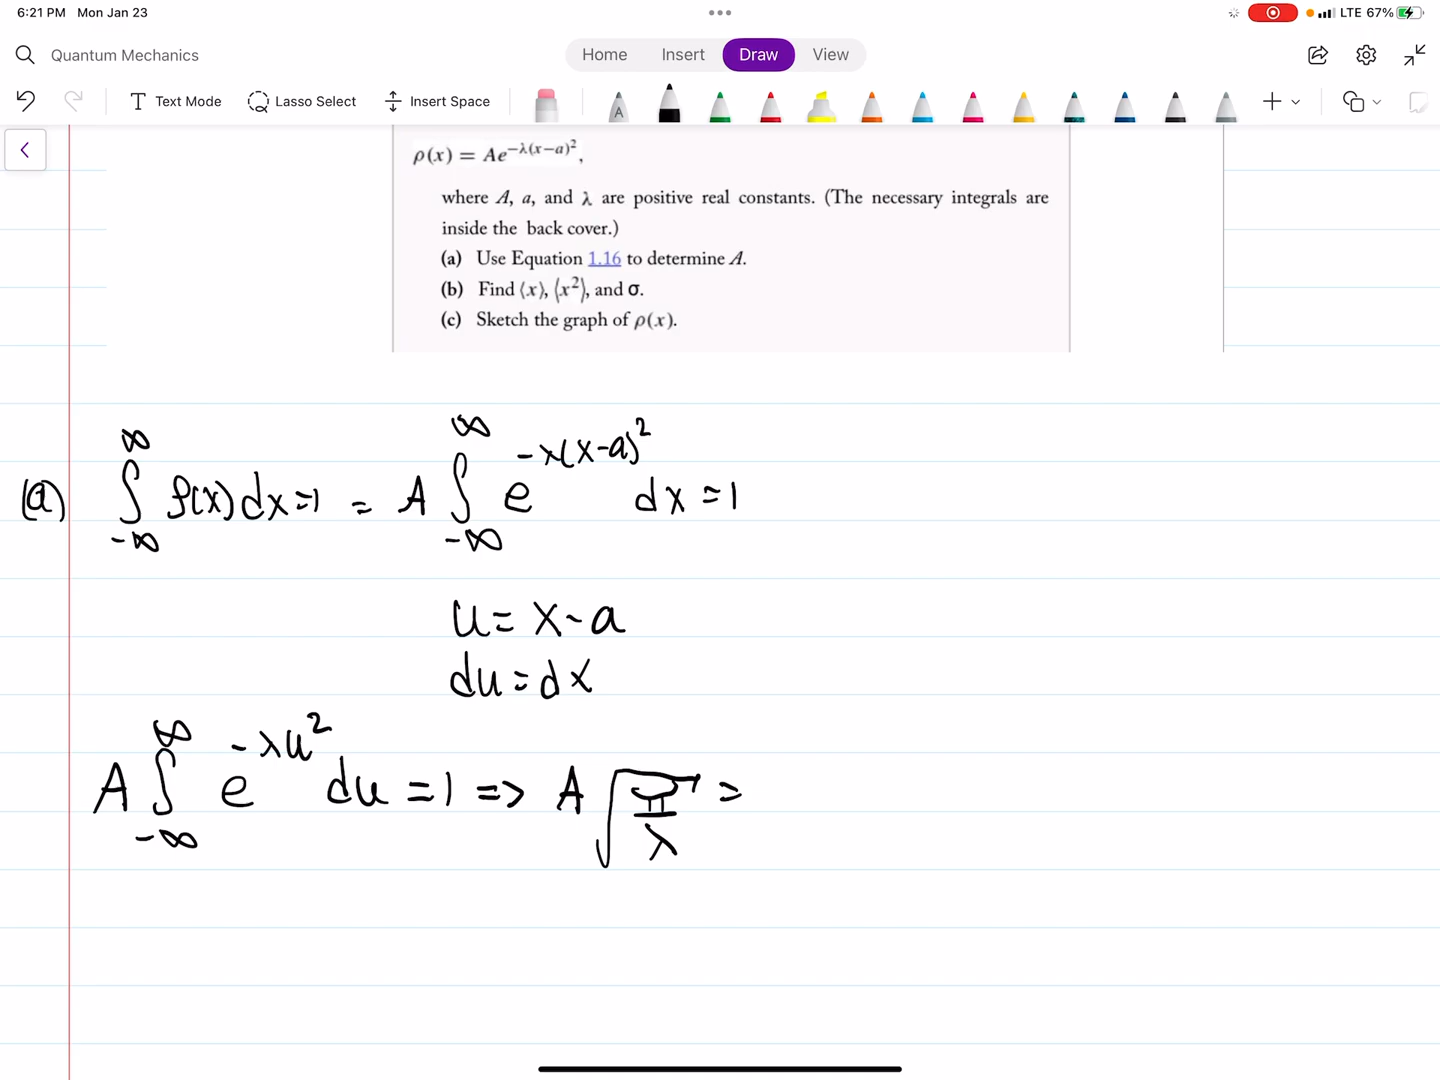 6:21 PM Mon Jan 23
LTE 67%
Quantum Mechanics
Home Insert Draw View
Text Mode Lasso Select Insert Space
A
ρ(x) = Ae^{−λ(x−a)²},
where A, a, and λ are positive real constants. (The necessary integrals are
inside the back cover.)
(a) Use Equation 1.16 to determine A.
(b) Find ⟨x⟩, ⟨x²⟩, and σ.
(c) Sketch the graph of ρ(x).
(a) ∫_{-∞}^{∞} ρ(x) dx = 1 = A ∫_{-∞}^{∞} e^{-λ(x-a)²} dx = 1
u = x - a
du = dx
A ∫_{-∞}^{∞} e^{-λu²} du = 1 => A √(π/λ) =